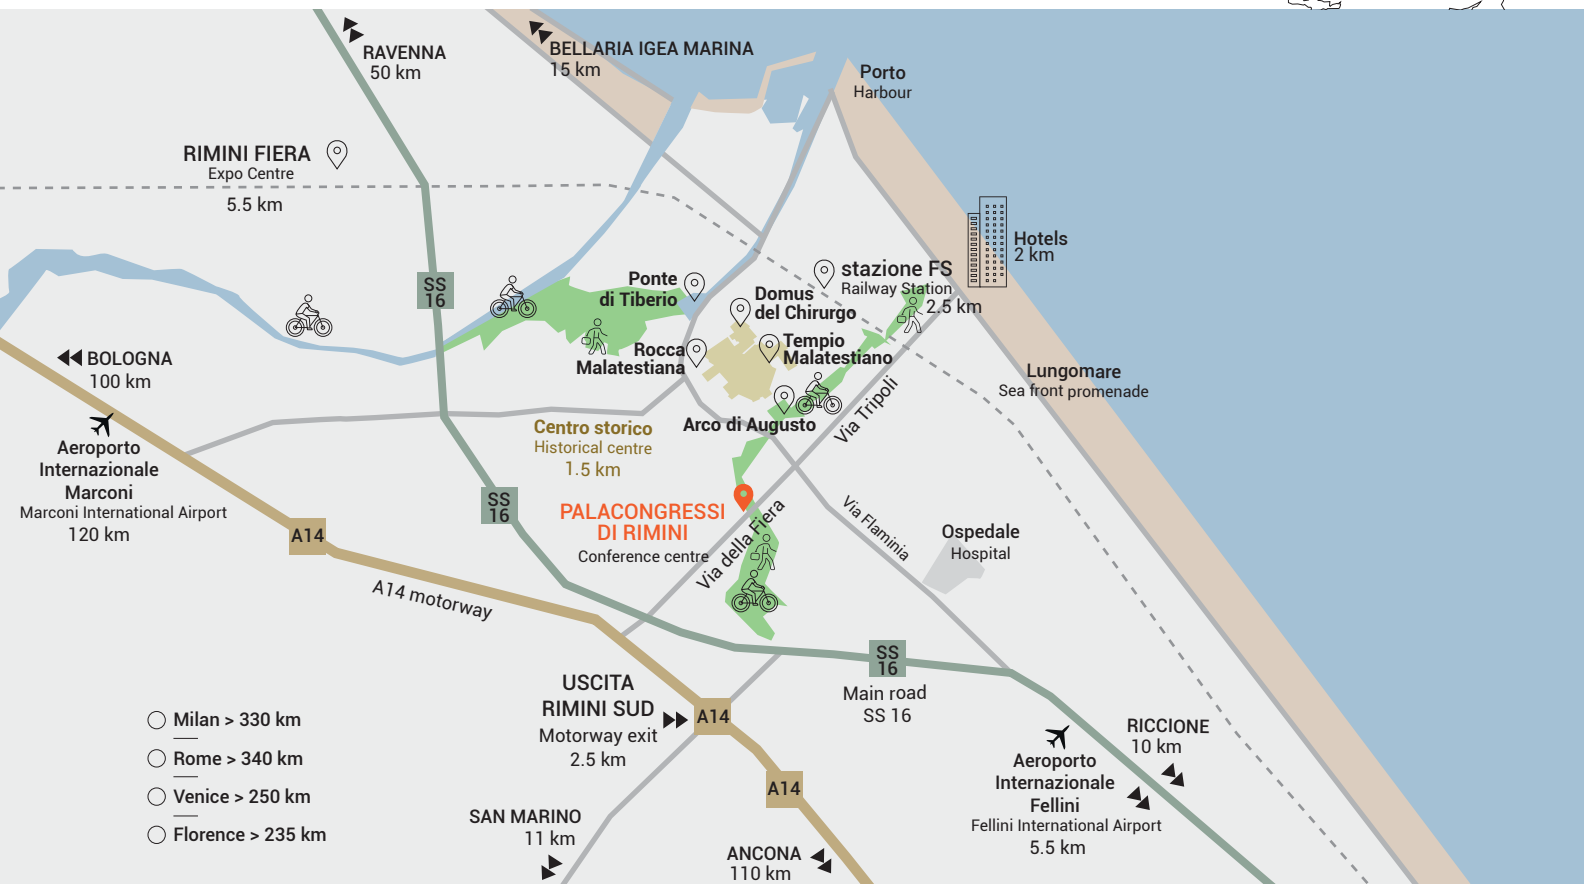 RAVENNA
50 km
BELLARIA IGEA MARINA
15 km
Porto
Harbour
RIMINI FIERA
Expo Centre
5.5 km
Hotels
2 km
SS
16
Ponte
di Tiberio
stazione FS
Railway Station
2.5 km
Domus
del Chirurgo
Rocca
Malatestiana
Tempio
Malatestiano
BOLOGNA
100 km
Lungomare
Sea front promenade
Aeroporto
Internazionale
Marconi
Marconi International Airport
120 km
Centro storico
Historical centre
1.5 km
Arco di Augusto
Via Tripoli
SS
16
PALACONGRESSI
DI RIMINI
Conference centre
Via della Fiera
Via Flaminia
Ospedale
Hospital
A14
A14 motorway
SS
16
Main road
SS 16
USCITA
RIMINI SUD
Motorway exit
2.5 km
A14
Milan > 330 km
Rome > 340 km
Venice > 250 km
Florence > 235 km
RICCIONE
10 km
Aeroporto
Internazionale
Fellini
Fellini International Airport
5.5 km
A14
SAN MARINO
11 km
ANCONA
110 km